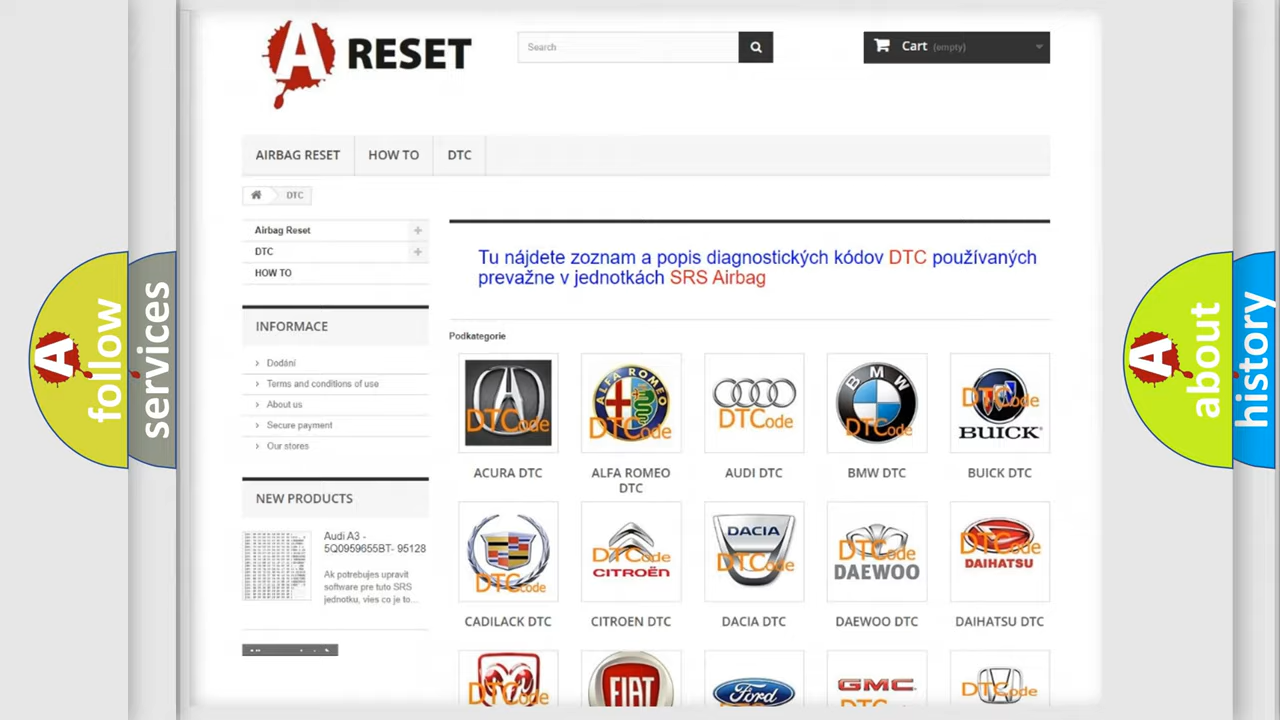 A RESET
Search
Cart (empty)
AIRBAG RESET
HOW TO
DTC
DTC
Airbag Reset
DTC
HOW TO
INFORMACE
Dodání
Terms and conditions of use
About us
Secure payment
Our stores
NEW PRODUCTS
Audi A3 -
5Q0959655BT- 95128
Ak potrebujes upravit
software pre tuto SRS
jednotku, vies co je to...
Tu nájdete zoznam a popis diagnostických kódov DTC používaných
prevažne v jednotkách SRS Airbag
Podkategorie
DTCode
ALFA ROMEO
DTCode
DTCode
BMW
DTCode
DTCode
BUICK
ACURA DTC
ALFA ROMEO
DTC
AUDI DTC
BMW DTC
BUICK DTC
DTCode
DTCode
CITROËN
DACIA
DTCode
DTCode
DAEWOO
DTCode
DAIHATSU
CADILACK DTC
CITROEN DTC
DACIA DTC
DAEWOO DTC
DAIHATSU DTC
DTCode
FIAT
Ford
GMC
DTCode
A follow
services
A about
history